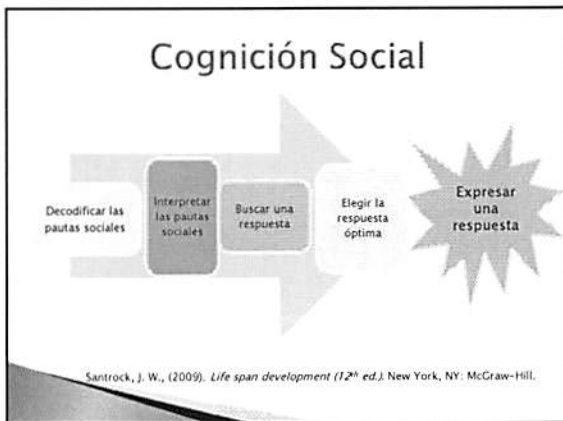 Cognición Social
Decodificar las
pautas sociales
Interpretar
las pautas
sociales
Buscar una
respuesta
Elegir la
respuesta
óptima
Expresar
una
respuesta
Santrock, J. W., (2009). Life span development (12th ed.). New York, NY: McGraw-Hill.